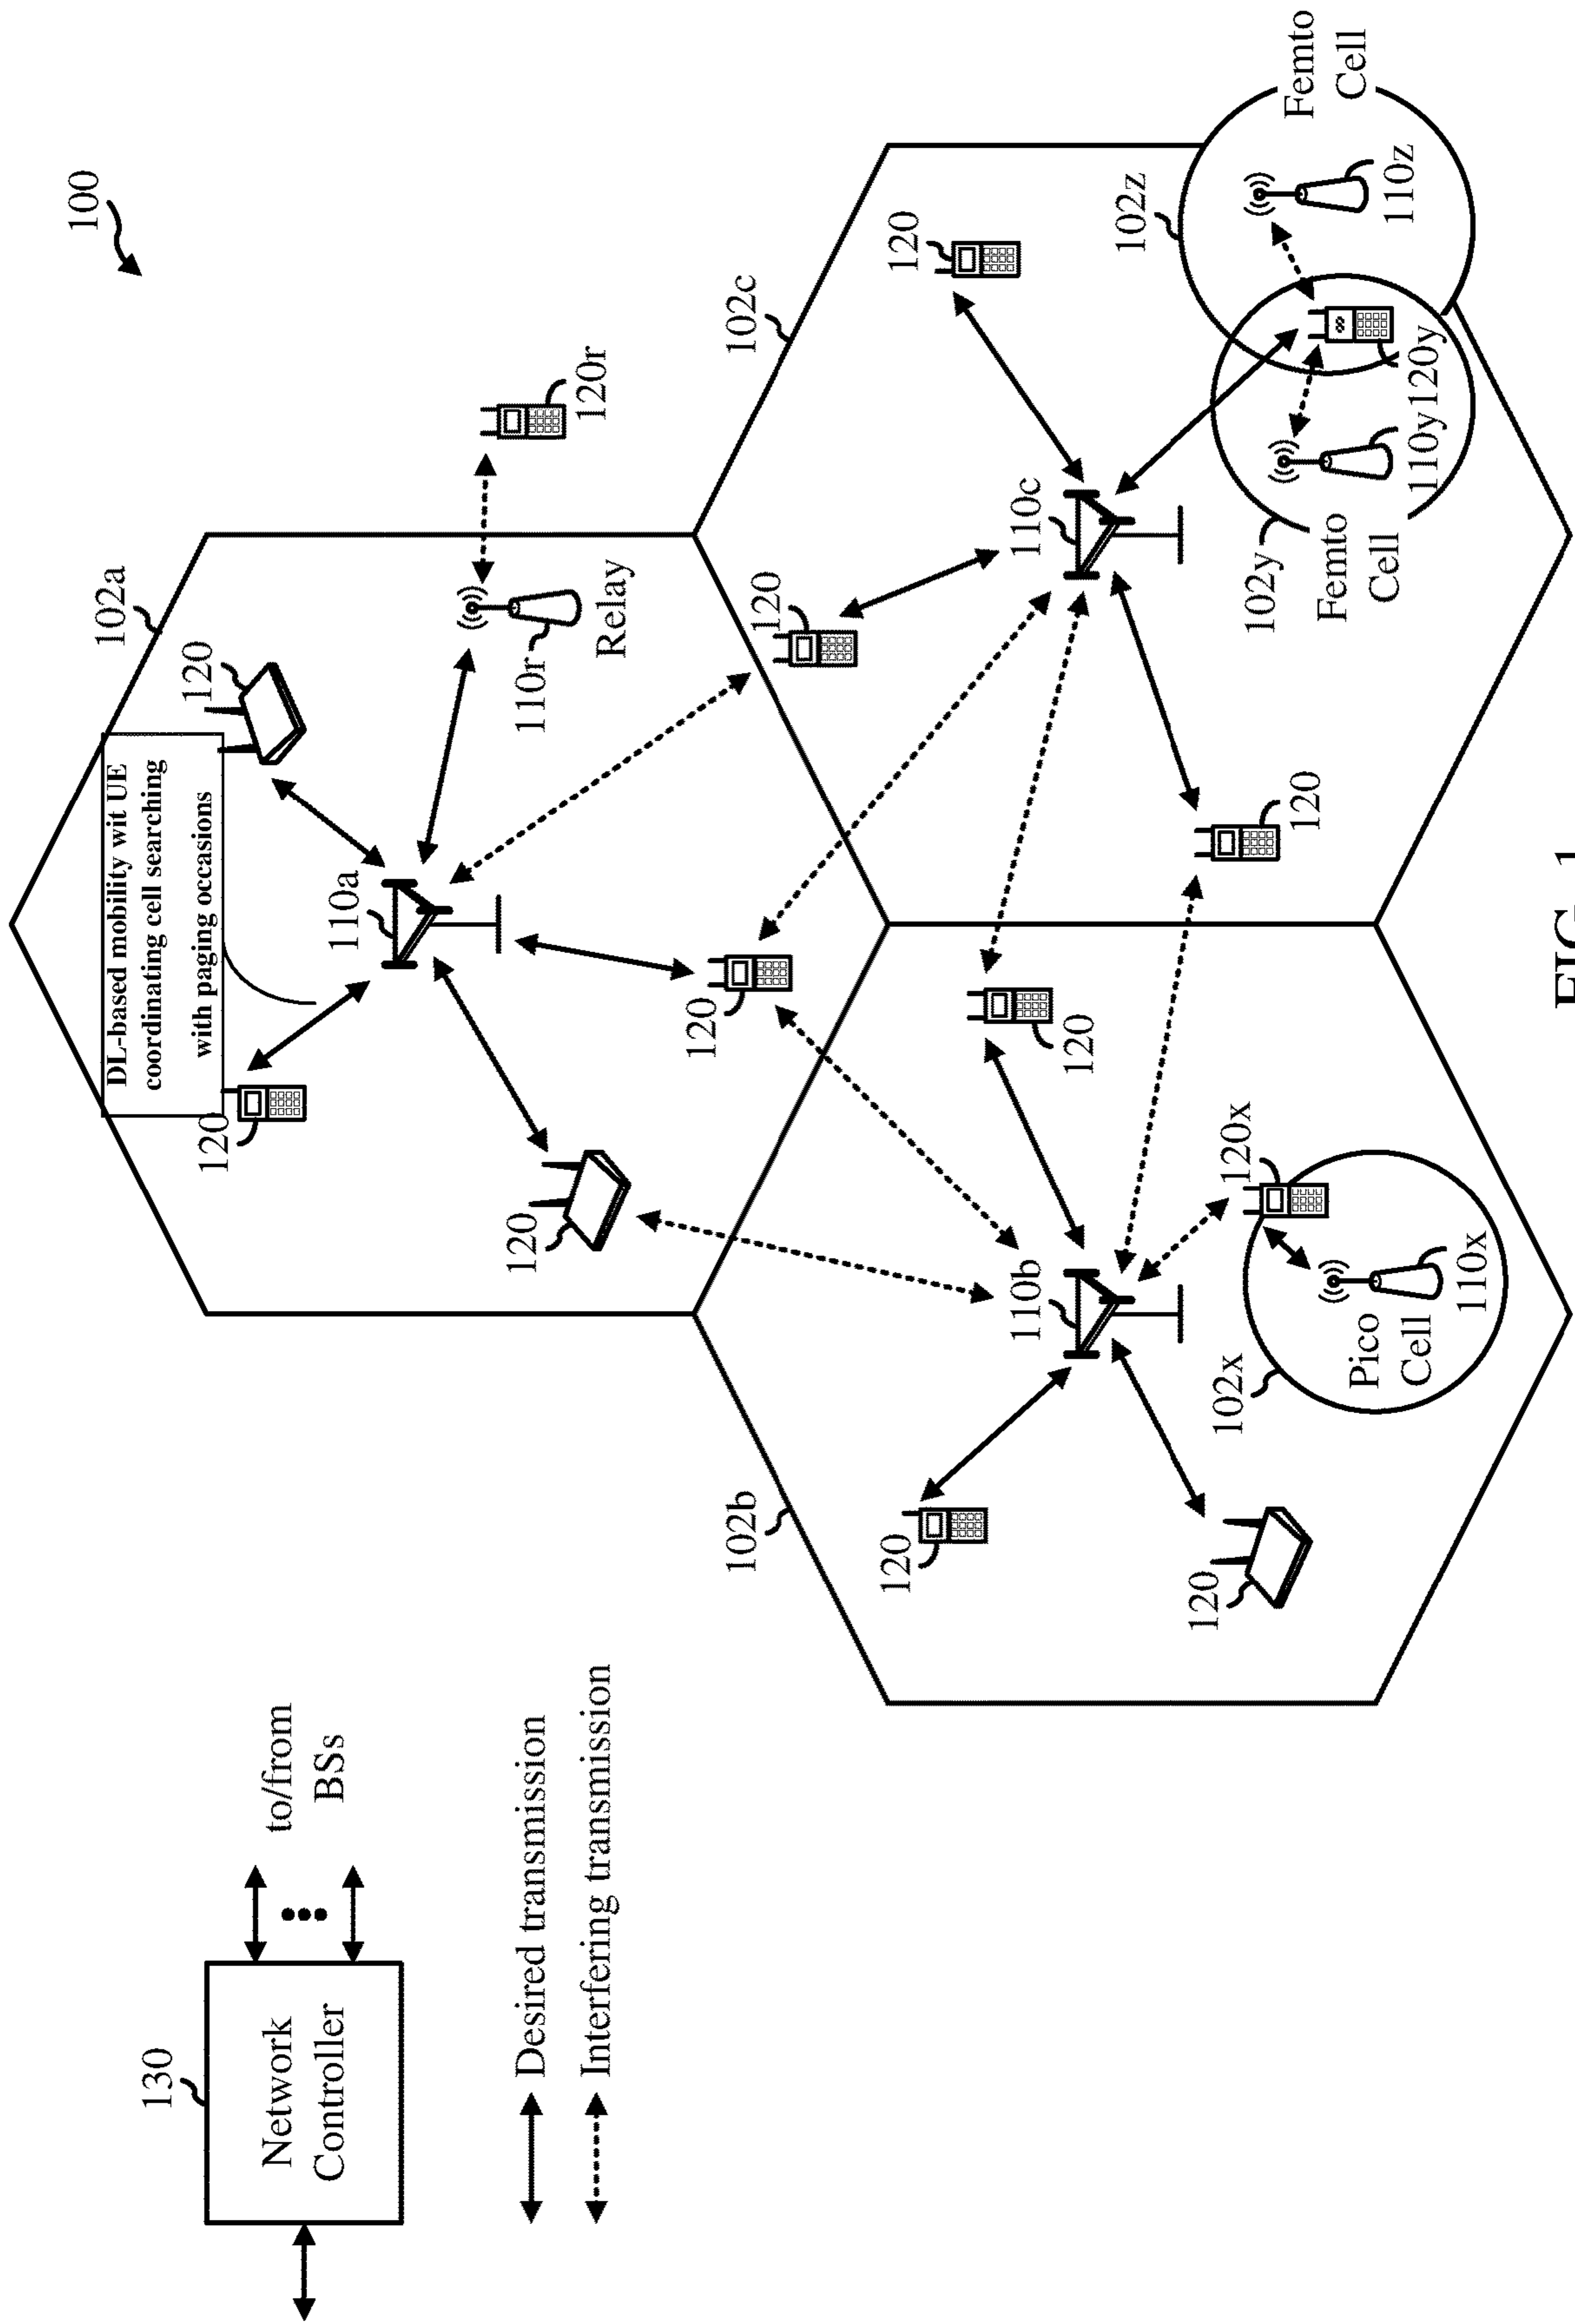 100
130
Network
Controller
to/from
BSs
Desired transmission
Interfering transmission
102a
DL-based mobility wit UE
coordinating cell searching
with paging occasions
120
120
110a
120
120
110r
Relay
120r
102b
120
120
110b
120
120x
102x
Pico
Cell
110x
102c
120
120
110c
120
102y
Femto
Cell
110y
120y
102z
110z
Femto
Cell
FIG. 1